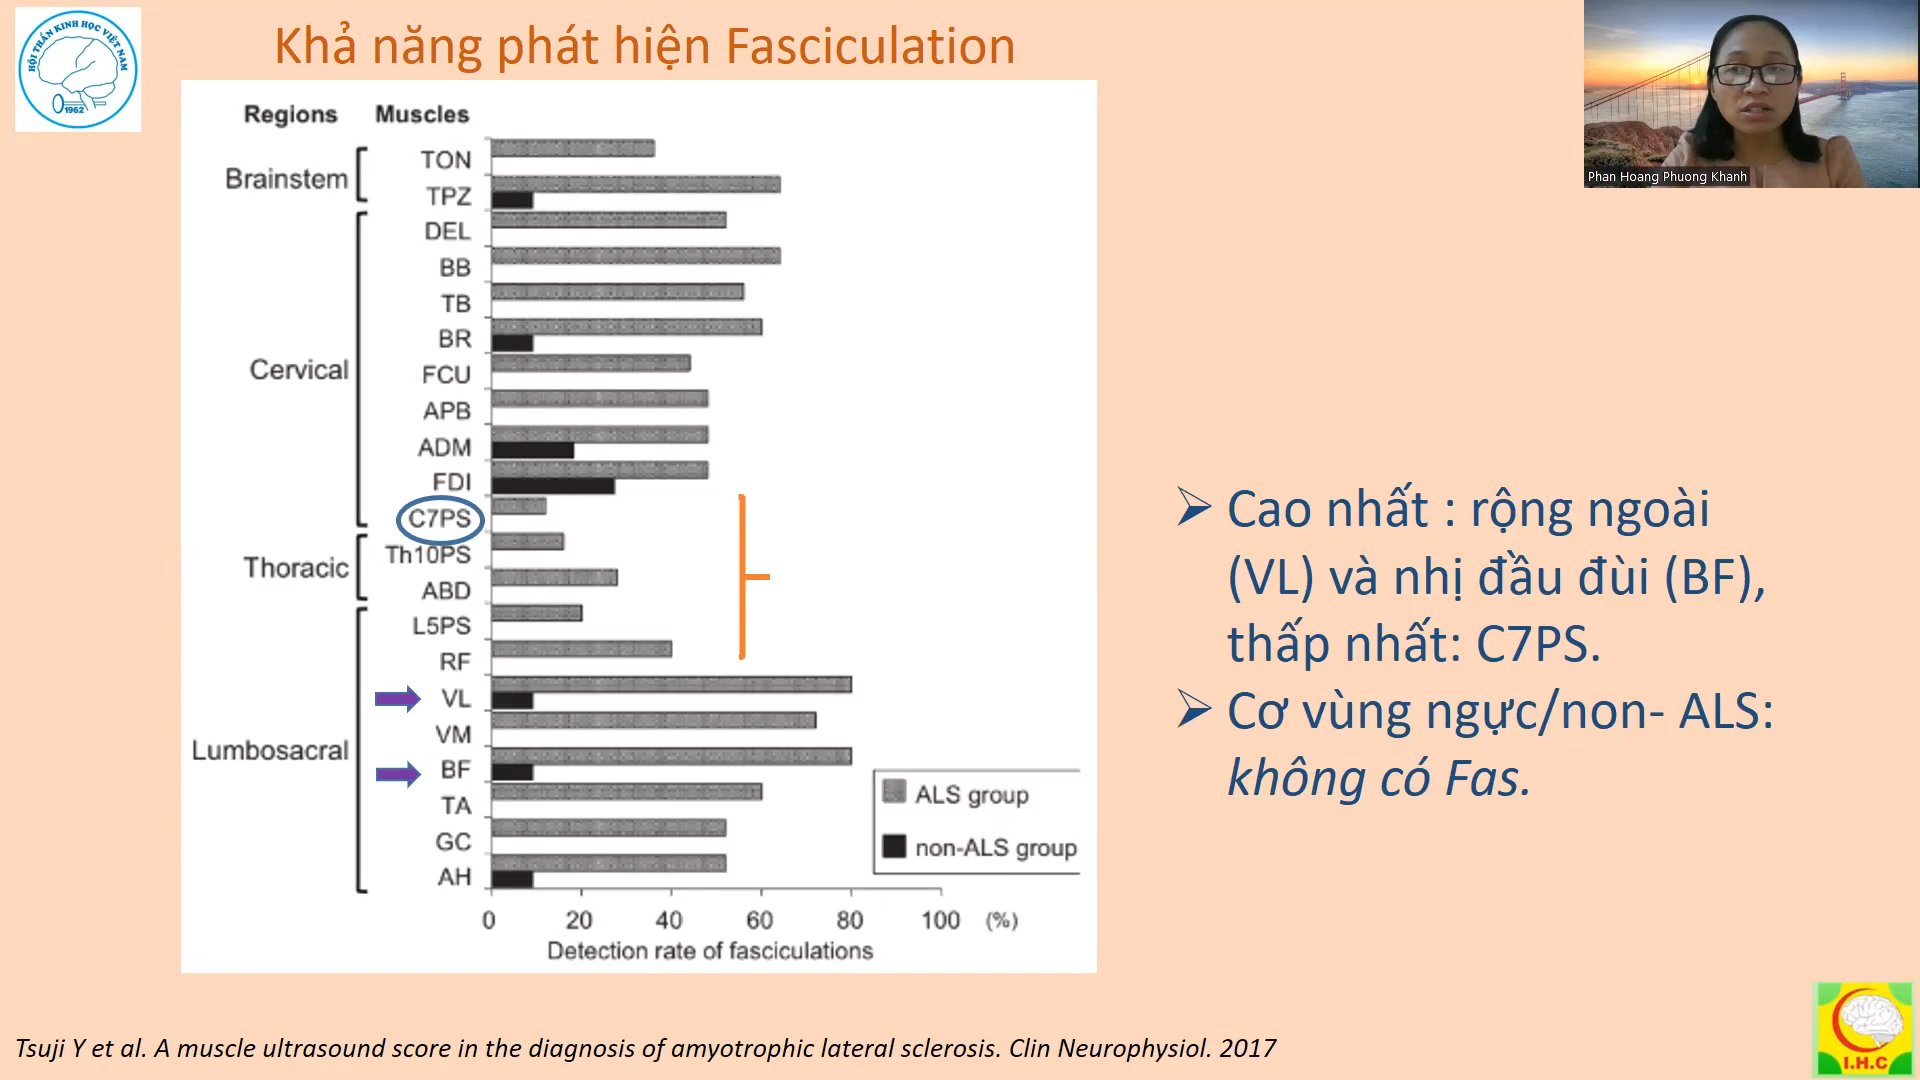 HỘI THẦN KINH HỌC VIỆT NAM
1962
Khả năng phát hiện Fasciculation
Phan Hoang Phuong Khanh
Regions Muscles
Brainstem
TON
TPZ
Cervical
DEL
BB
TB
BR
FCU
APB
ADM
FDI
C7PS
Thoracic
Th10PS
ABD
Lumbosacral
L5PS
RF
VL
VM
BF
TA
GC
AH
ALS group
non-ALS group
0 20 40 60 80 100 (%)
Detection rate of fasciculations
Cao nhất : rộng ngoài
(VL) và nhị đầu đùi (BF),
thấp nhất: C7PS.
Cơ vùng ngực/non- ALS:
không có Fas.
Tsuji Y et al. A muscle ultrasound score in the diagnosis of amyotrophic lateral sclerosis. Clin Neurophysiol. 2017
I.H.C